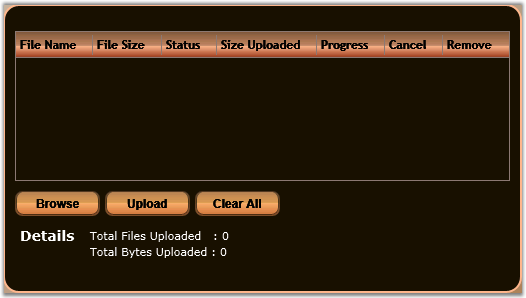 File Name File Size Status Size Uploaded Progress Cancel Remove
Browse Upload Clear All
Details Total Files Uploaded : 0
Total Bytes Uploaded : 0